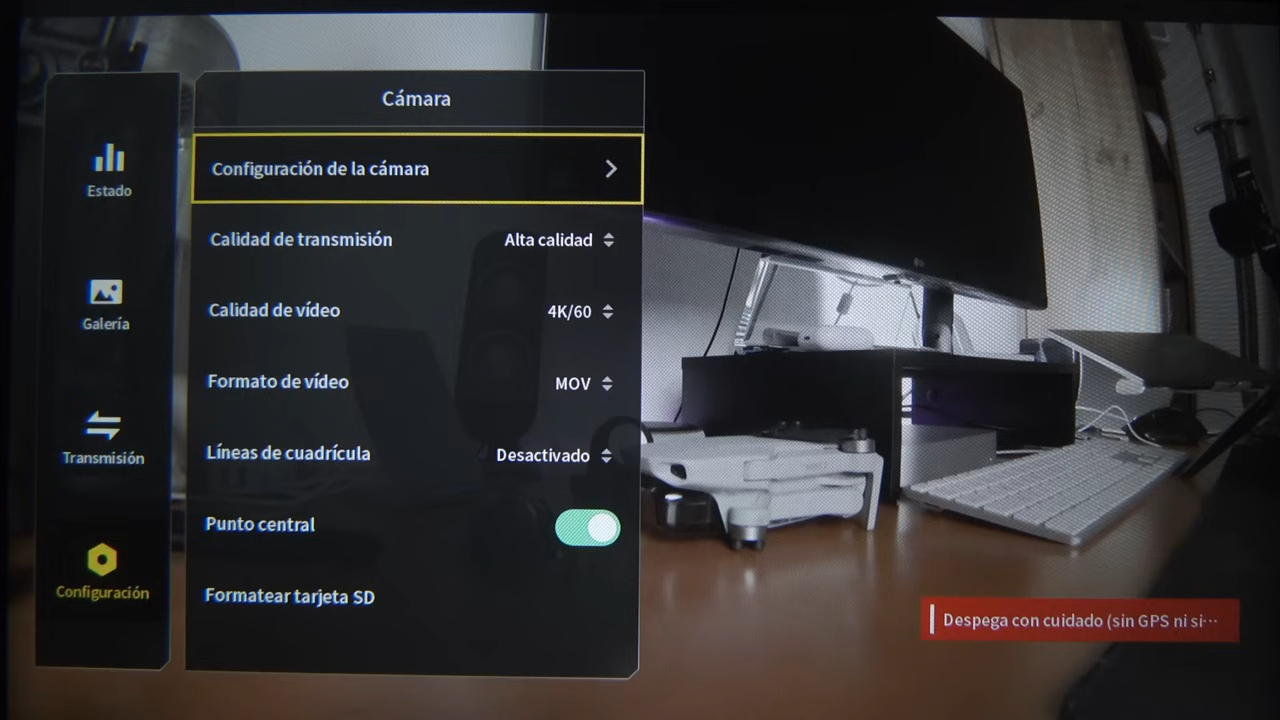 Cámara
Estado
Galería
Transmisión
Configuración
Configuración de la cámara
Calidad de transmisión Alta calidad
Calidad de vídeo 4K/60
Formato de vídeo MOV
Líneas de cuadrícula Desactivado
Punto central
Formatear tarjeta SD
Despega con cuidado (sin GPS ni si…